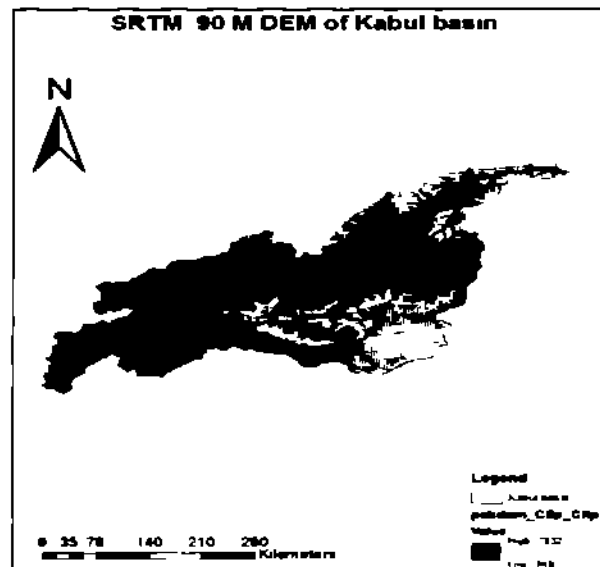 SRTM 90 M DEM of Kabul basin
N
Legend
Value
0 35 70 140 210 280
Kilometers